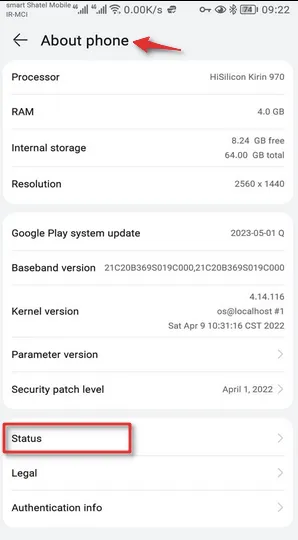 smart Shatel Mobile
IR-MCi
4G 4G 0.00K/s 74 09:22
About phone
Processor HiSilicon Kirin 970
RAM 4.0 GB
Internal storage 8.24 GB free
64.00 GB total
Resolution 2560 x 1440
Google Play system update 2023-05-01 Q
Baseband version 21C20B369S019C000,21C20B369S019C000
Kernel version 4.14.116
os@localhost #1
Sat Apr 9 10:31:16 CST 2022
Parameter version
Security patch level April 1, 2022
Status
Legal
Authentication info